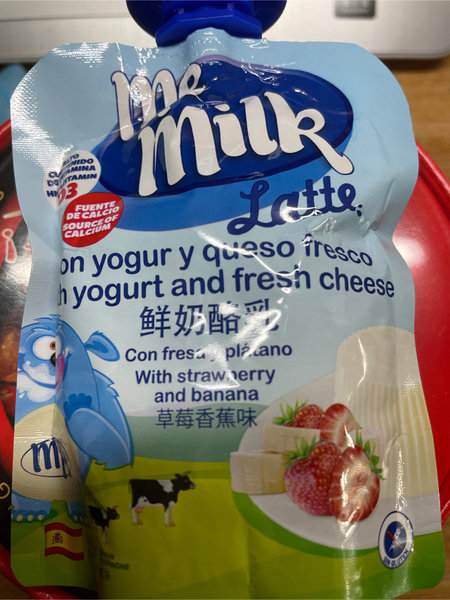 Me
Milk
Latte
D3
FUENTE
DE CALCIO
SOURCE OF
CALCIUM
yogur y queso fresco
yogurt and fresh cheese
鲜奶酪乳
Con fresa y plátano
With strawberry
and banana
草莓香蕉味